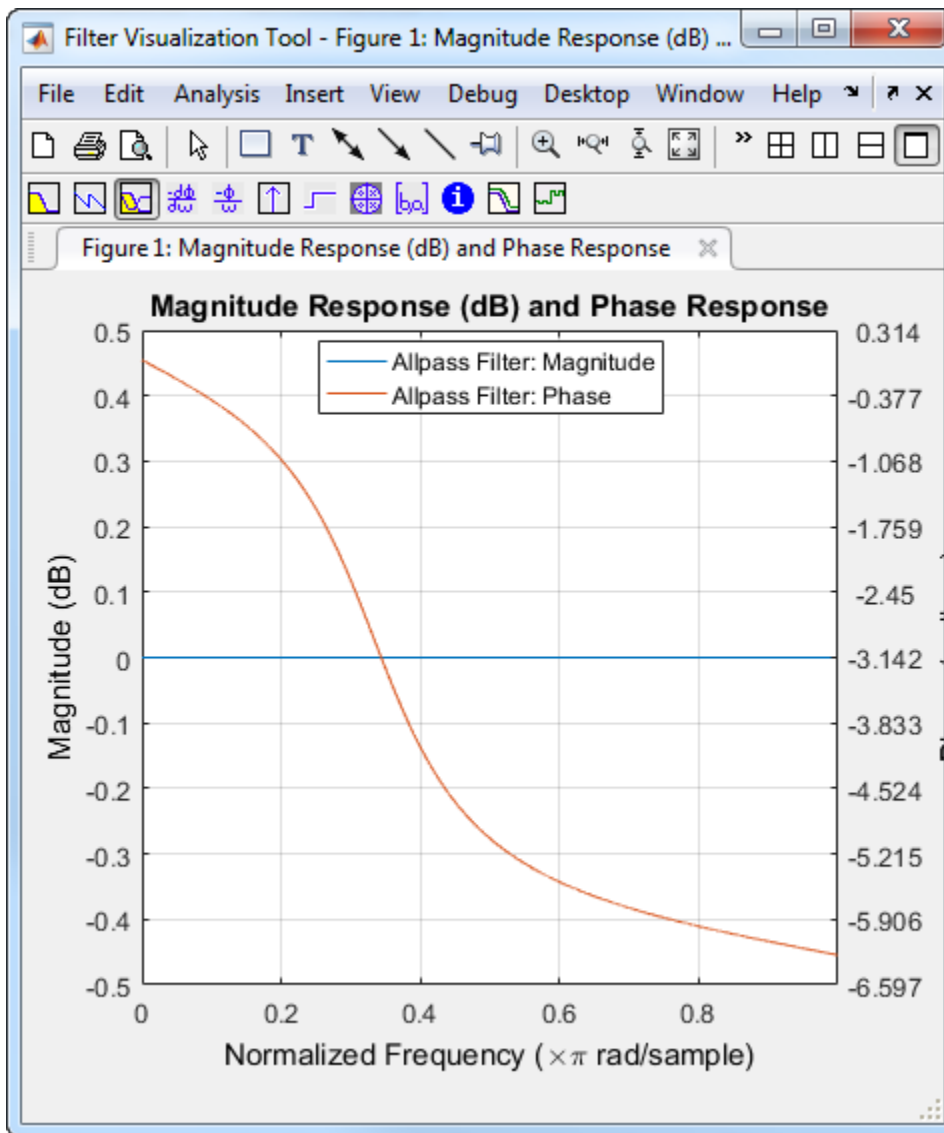 Filter Visualization Tool - Figure 1: Magnitude Response (dB) ...
File Edit Analysis Insert View Debug Desktop Window Help
Figure 1: Magnitude Response (dB) and Phase Response
Magnitude Response (dB) and Phase Response
Allpass Filter: Magnitude
Allpass Filter: Phase
Magnitude (dB)
0.5
0.4
0.3
0.2
0.1
0
-0.1
-0.2
-0.3
-0.4
-0.5
0.314
-0.377
-1.068
-1.759
-2.45
-3.142
-3.833
-4.524
-5.215
-5.906
-6.597
0 0.2 0.4 0.6 0.8
Normalized Frequency (×π rad/sample)